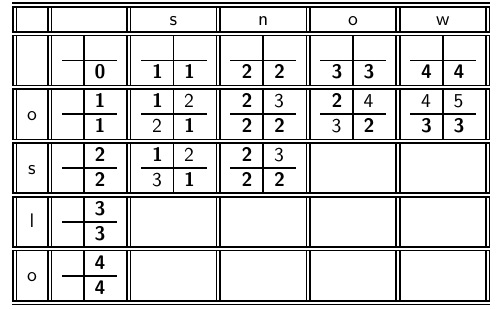 s n o w
0 1 1 2 2 3 3 4 4
o 1 1 2 2 3 2 4 4 5
1 2 1 2 2 3 2 3 3
s 2 1 2 2 3
2 3 1 2 2
l 3
3
o 4
4